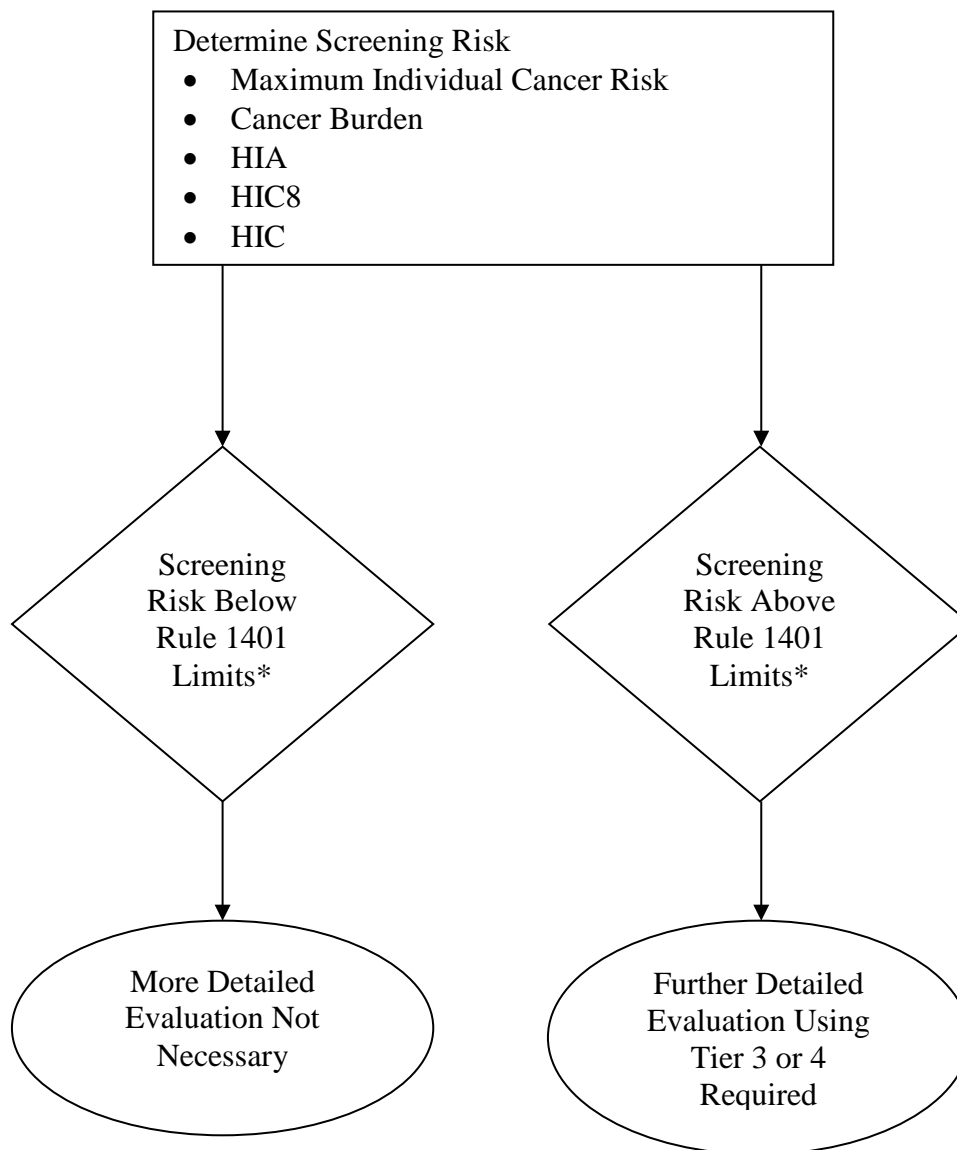 Determine Screening Risk
• Maximum Individual Cancer Risk
• Cancer Burden
• HIA
• HIC8
• HIC
Screening
Risk Below
Rule 1401
Limits*
Screening
Risk Above
Rule 1401
Limits*
More Detailed
Evaluation Not
Necessary
Further Detailed
Evaluation Using
Tier 3 or 4
Required